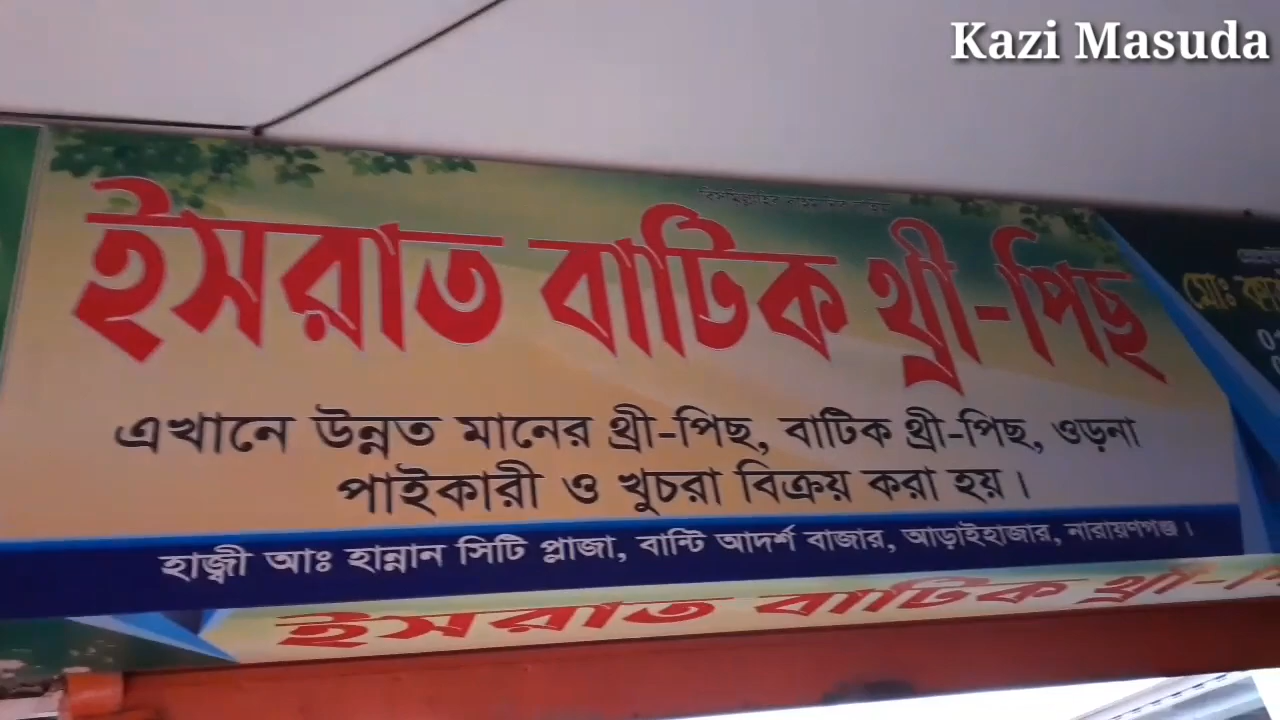 Kazi Masuda
ইসরাত বাটিক থ্রী-পিছ
মোঃ
এখানে উন্নত মানের থ্রী-পিছ, বাটিক থ্রী-পিছ, ওড়না
পাইকারী ও খুচরা বিক্রয় করা হয়।
হাজ্বী আঃ হান্নান সিটি প্লাজা, বান্টি আদর্শ বাজার, আড়াইহাজার, নারায়ণগঞ্জ।
ইসরাত বাটিক থ্রী-